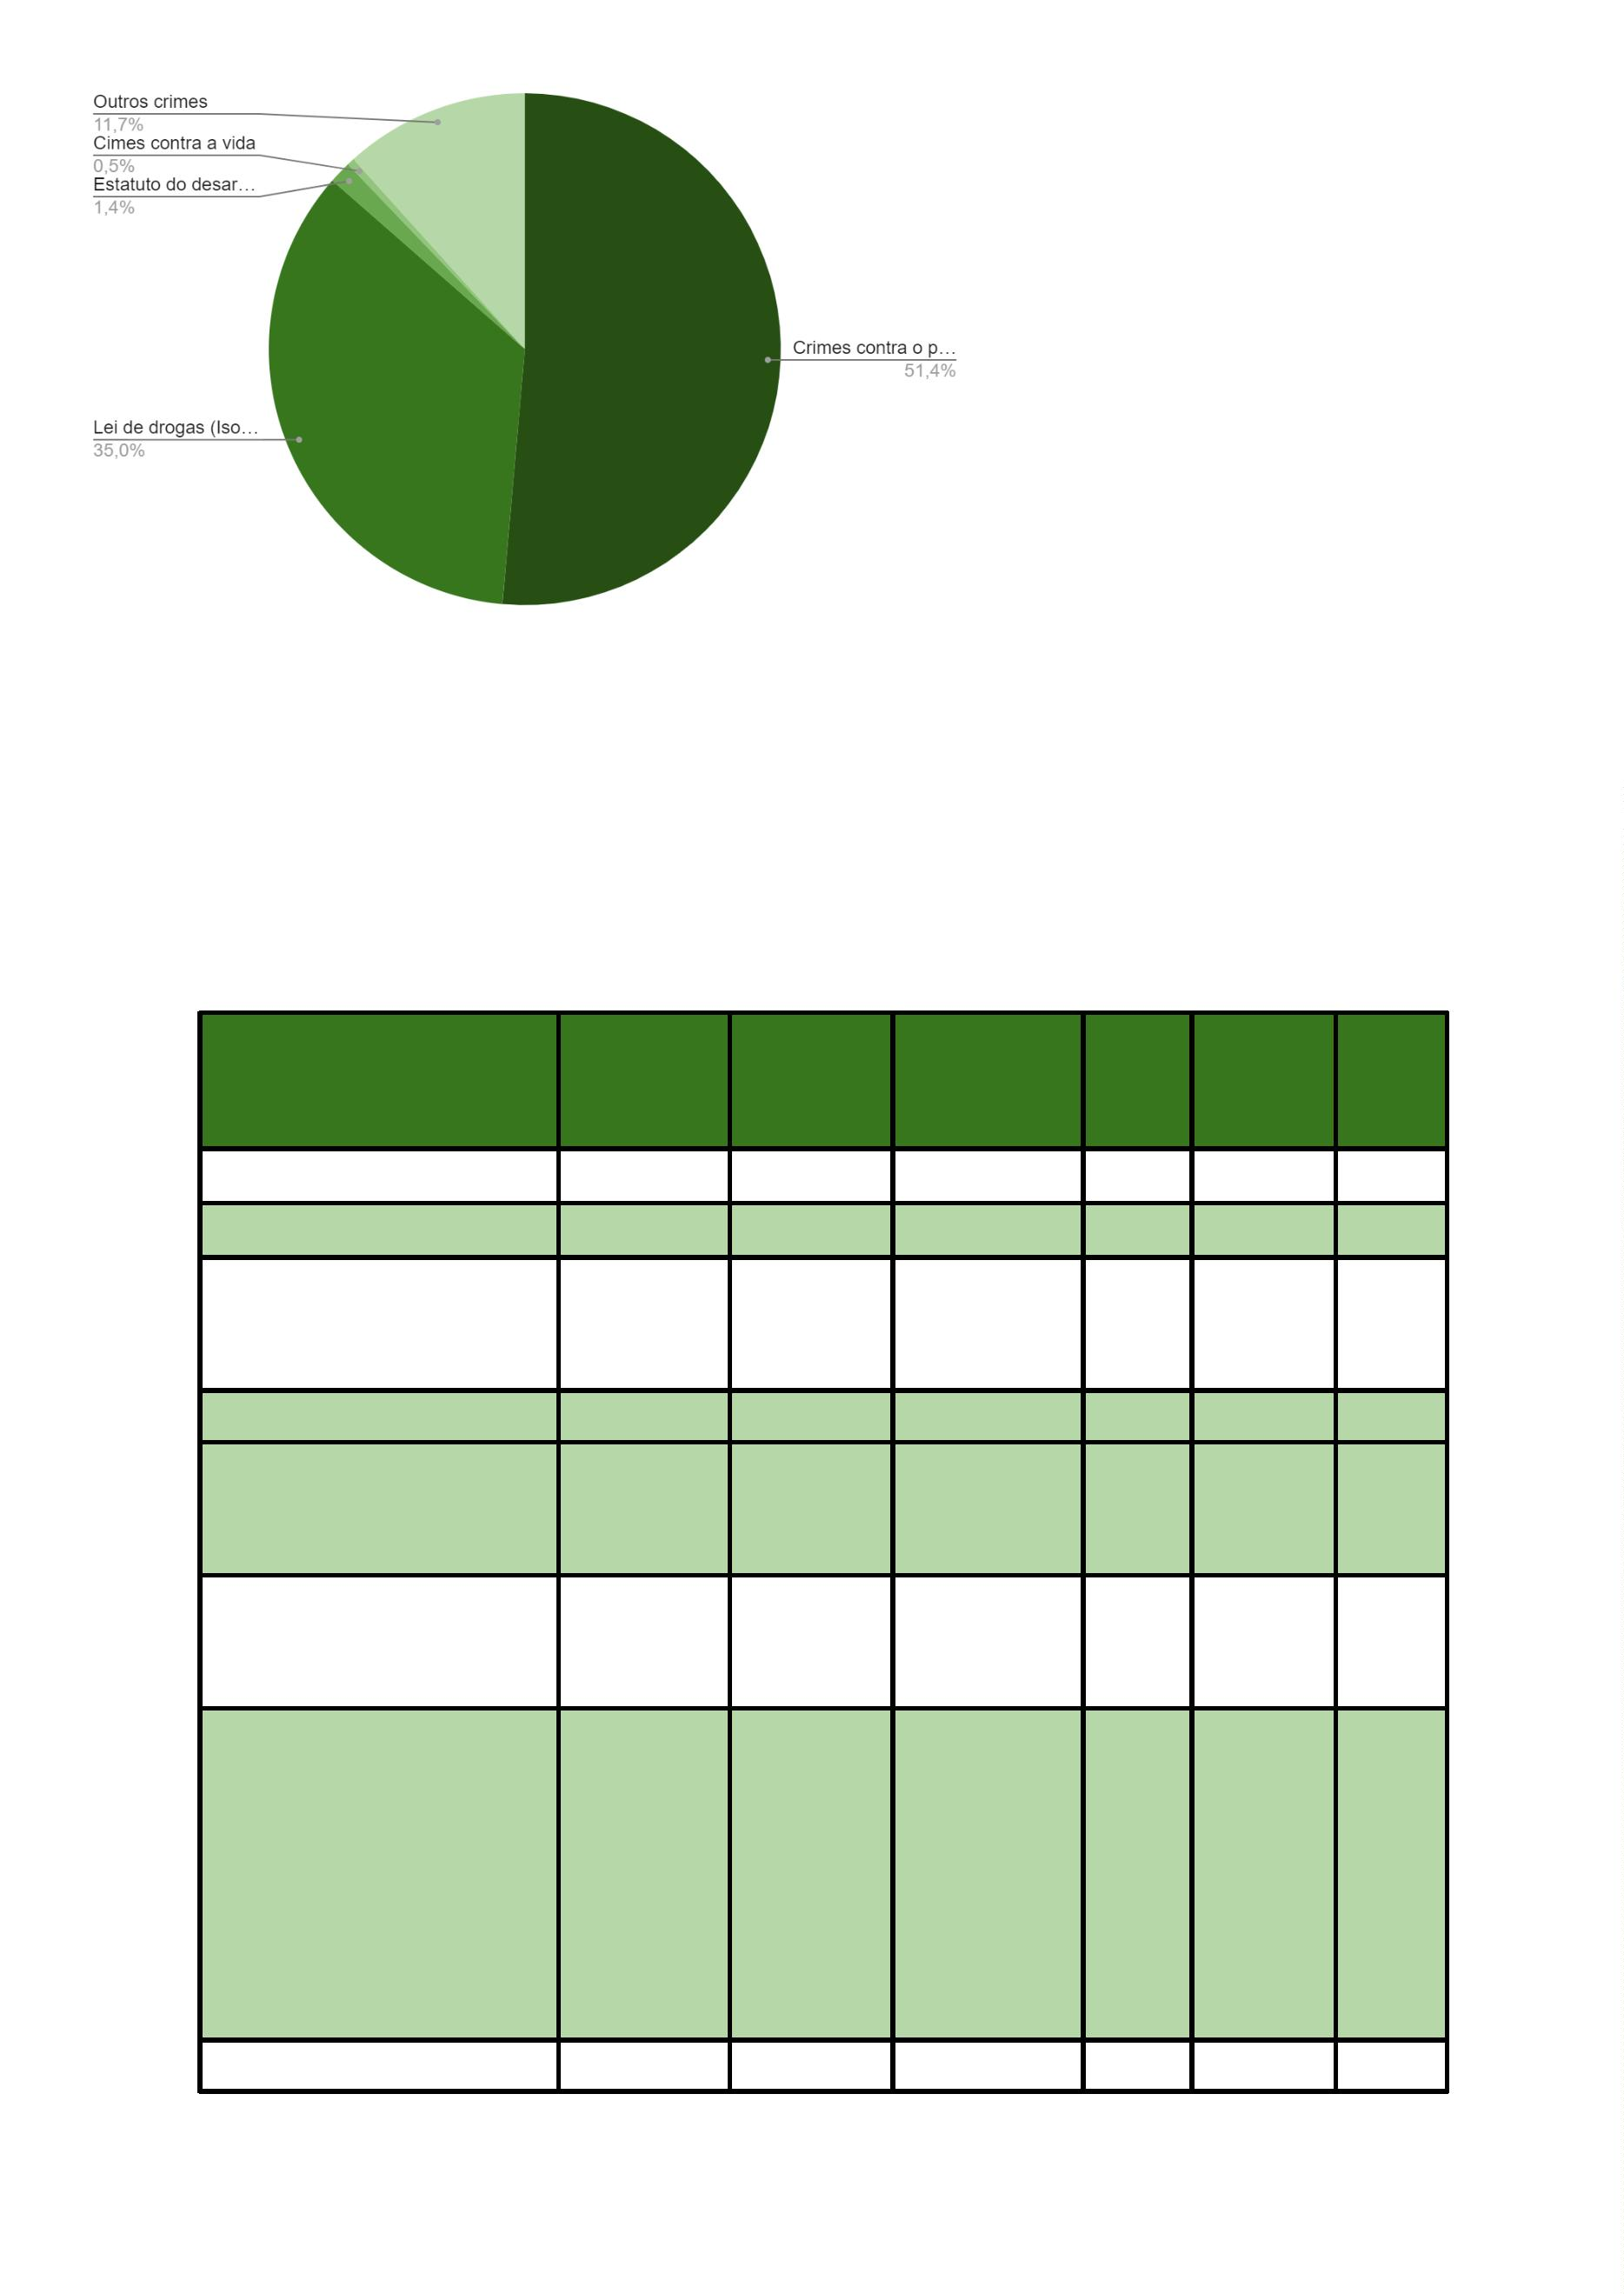 Outros crimes
11,7%
Cimes contra a vida
0,5%
Estatuto do desar…
1,4%
Crimes contra o p…
51,4%
Lei de drogas (Iso…
35,0%